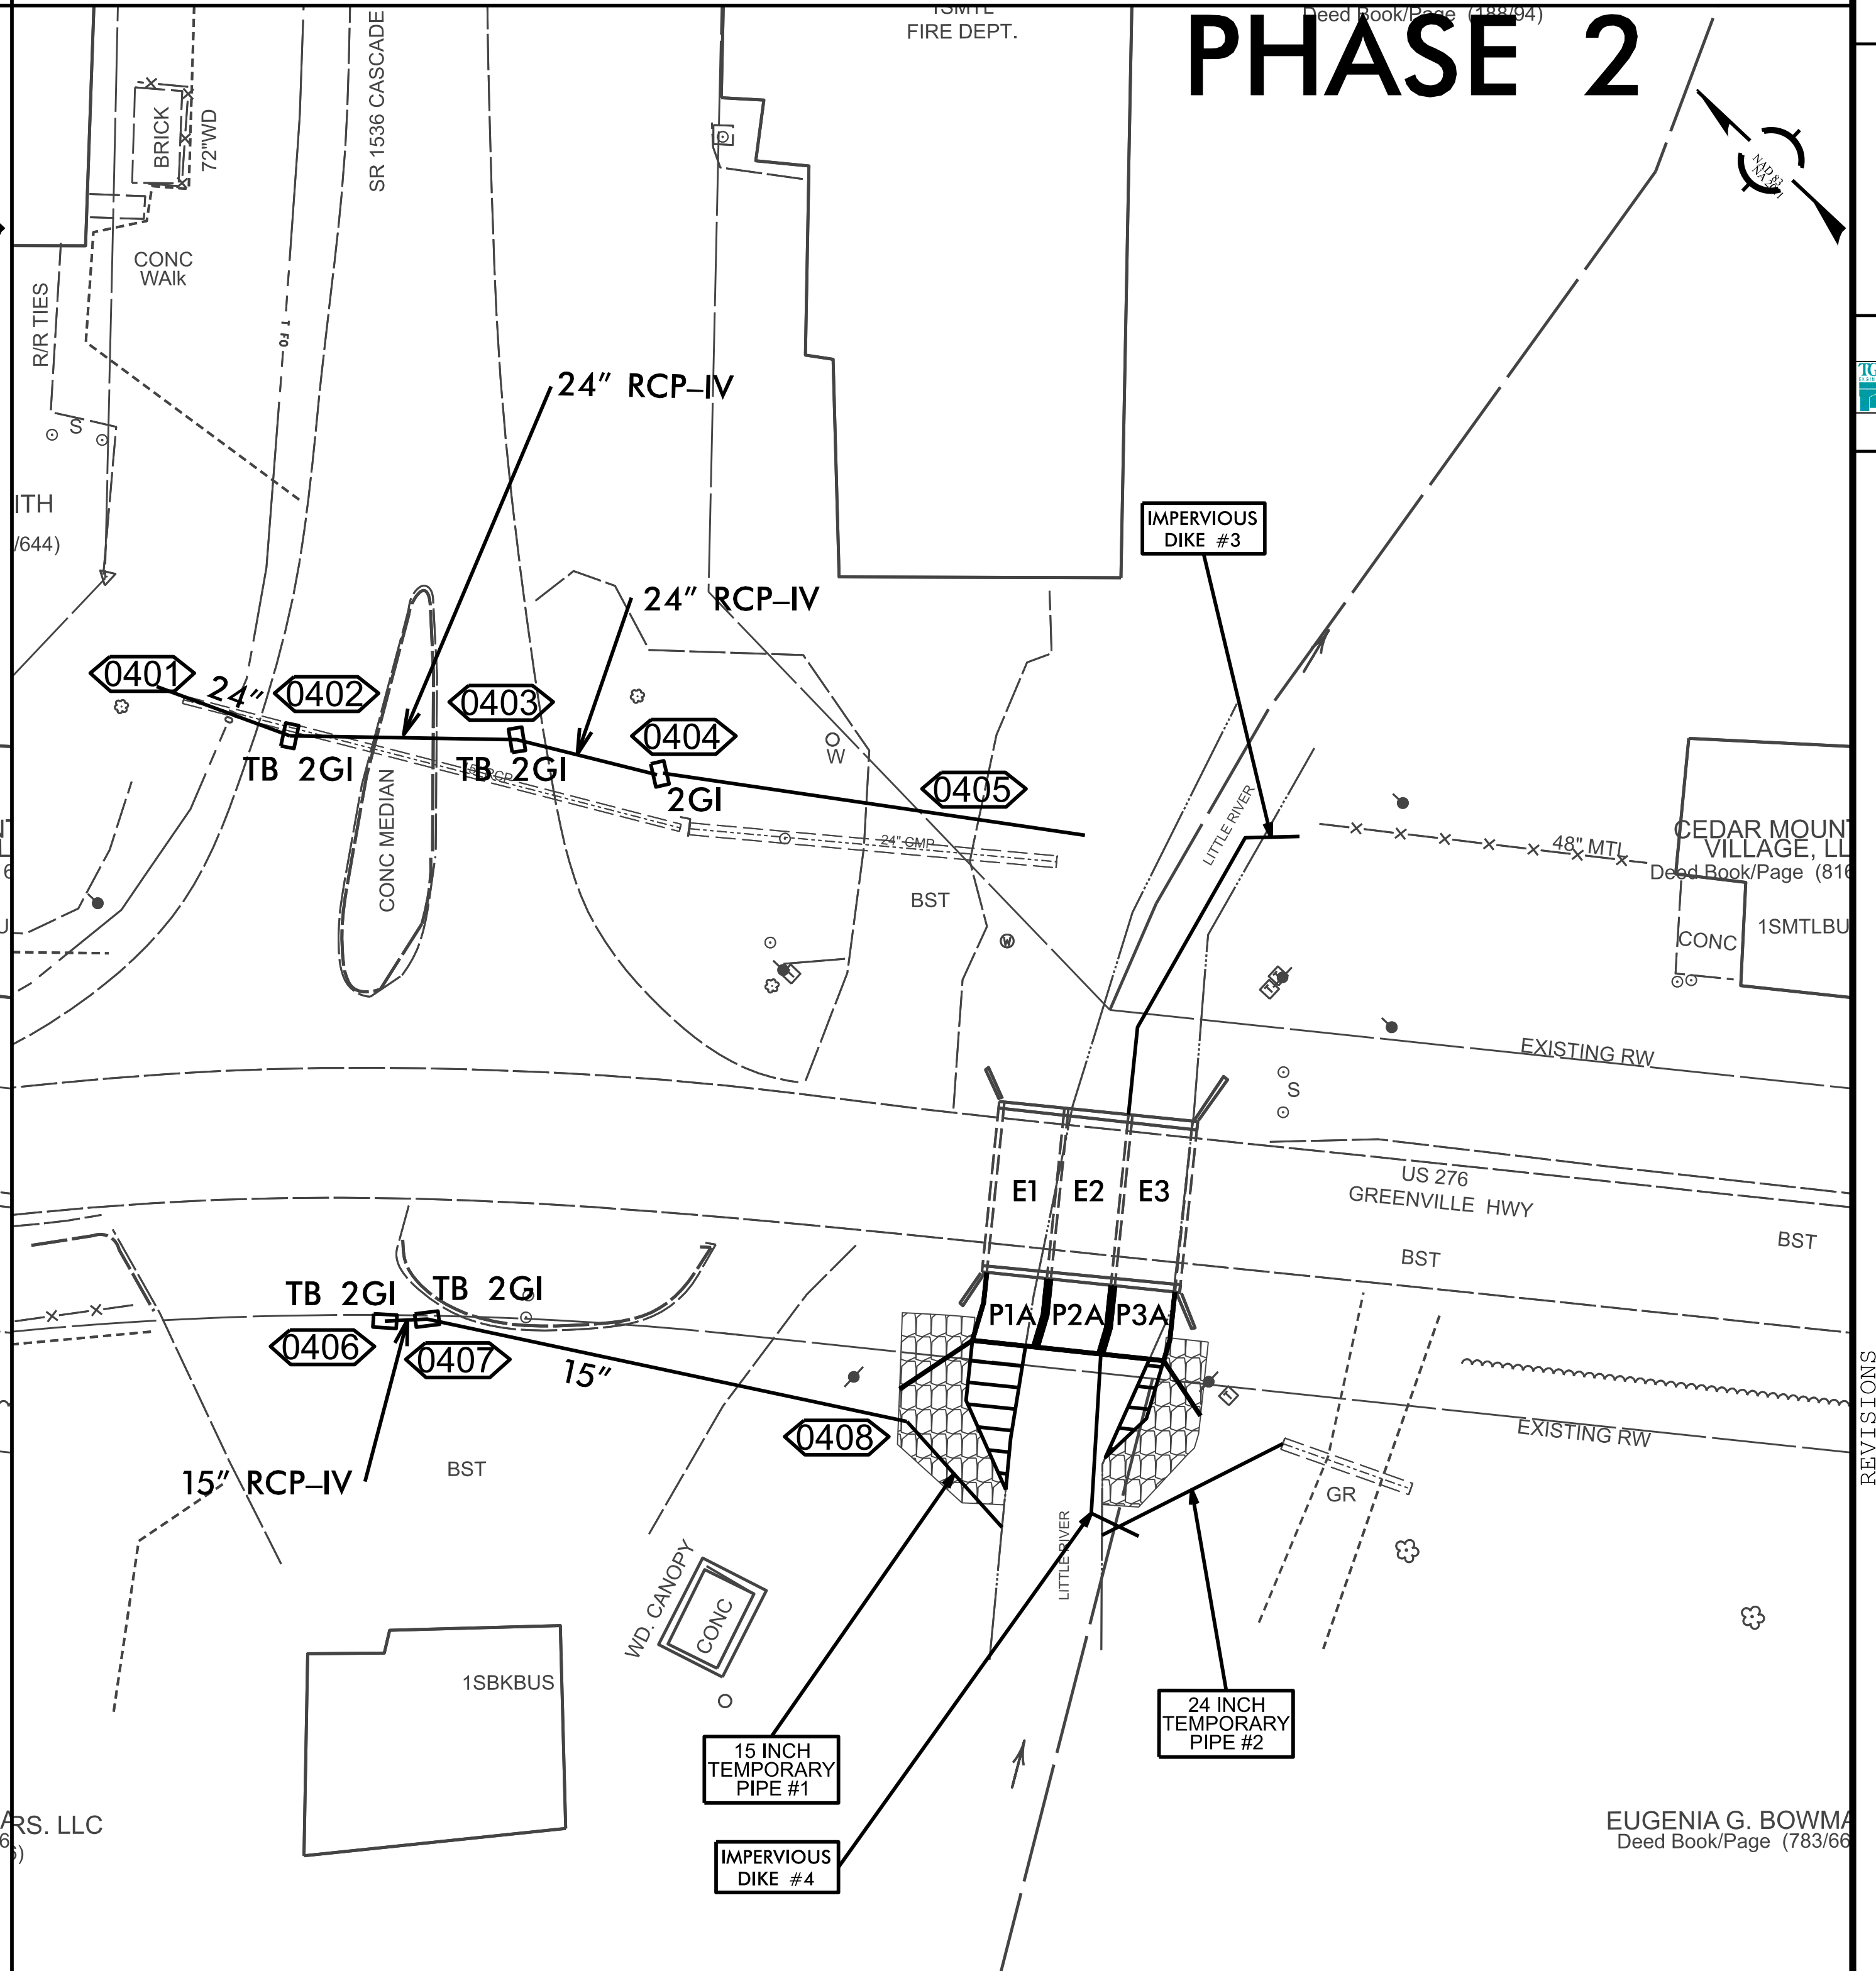 1SMTL
FIRE DEPT.
Deed Book/Page (188/94)
PHASE 2
SR 1536 CASCADE
BRICK
72"WD
NAD 83
CONC
WAlk
R/R TIES
T FO
S
24" RCP–IV
ITH
/644)
IMPERVIOUS
DIKE #3
24" RCP–IV
0401
24"
0402
0403
0404
W
TB 2GI
TB 2GI
2GI
0405
CONC MEDIAN
24" CMP
BST
W
LITTLE RIVER
48" MTL
CEDAR MOUNT
VILLAGE, LL
Deed Book/Page (816
CONC
1SMTLBU
T
T
T
EXISTING RW
S
E1
E2
E3
US 276
GREENVILLE HWY
BST
BST
TB 2GI
TB 2GI
P1A
P2A
P3A
0406
0407
15"
T
0408
EXISTING RW
REVISIONS
15" RCP–IV
BST
GR
LITTLE RIVER
WD. CANOPY
CONC
1SBKBUS
24 INCH
TEMPORARY
PIPE #2
15 INCH
TEMPORARY
PIPE #1
ARS. LLC
EUGENIA G. BOWMA
Deed Book/Page (783/66
IMPERVIOUS
DIKE #4